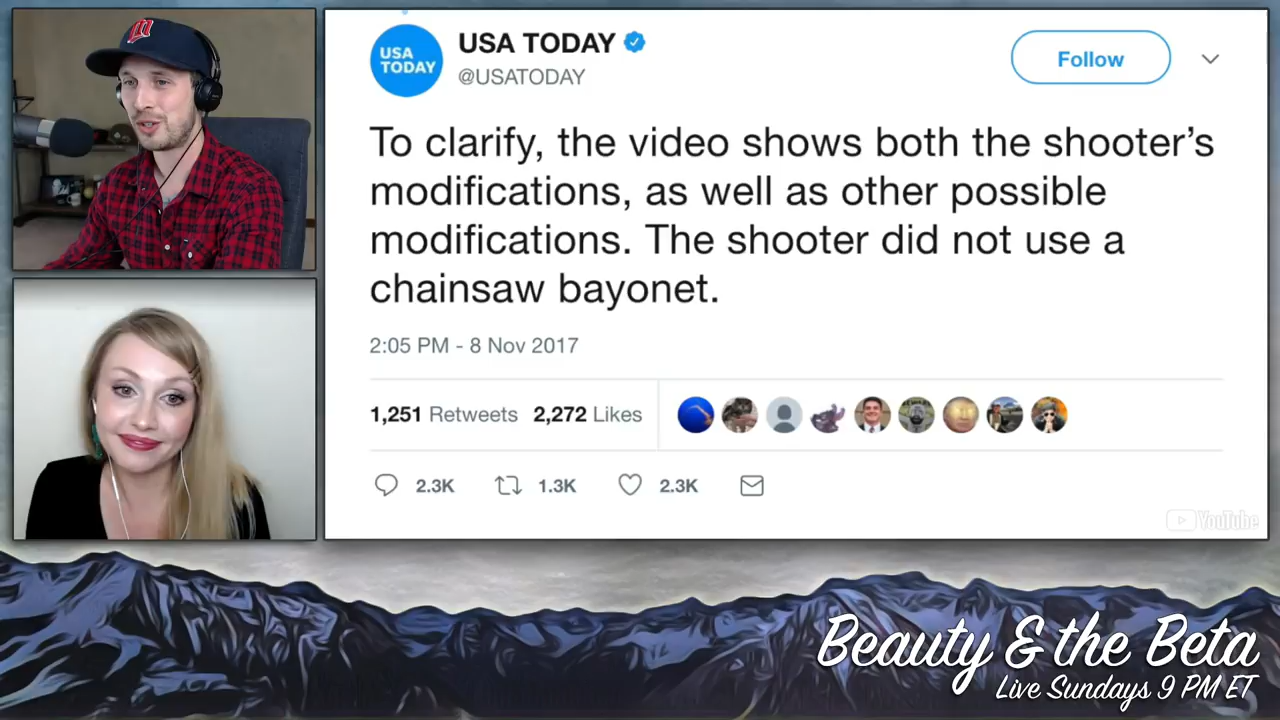 USA TODAY
@USATODAY
USA
TODAY
Follow
To clarify, the video shows both the shooter’s
modifications, as well as other possible
modifications. The shooter did not use a
chainsaw bayonet.
2:05 PM - 8 Nov 2017
1,251 Retweets 2,272 Likes
2.3K 1.3K 2.3K
YouTube
Beauty & the Beta
Live Sundays 9 PM ET